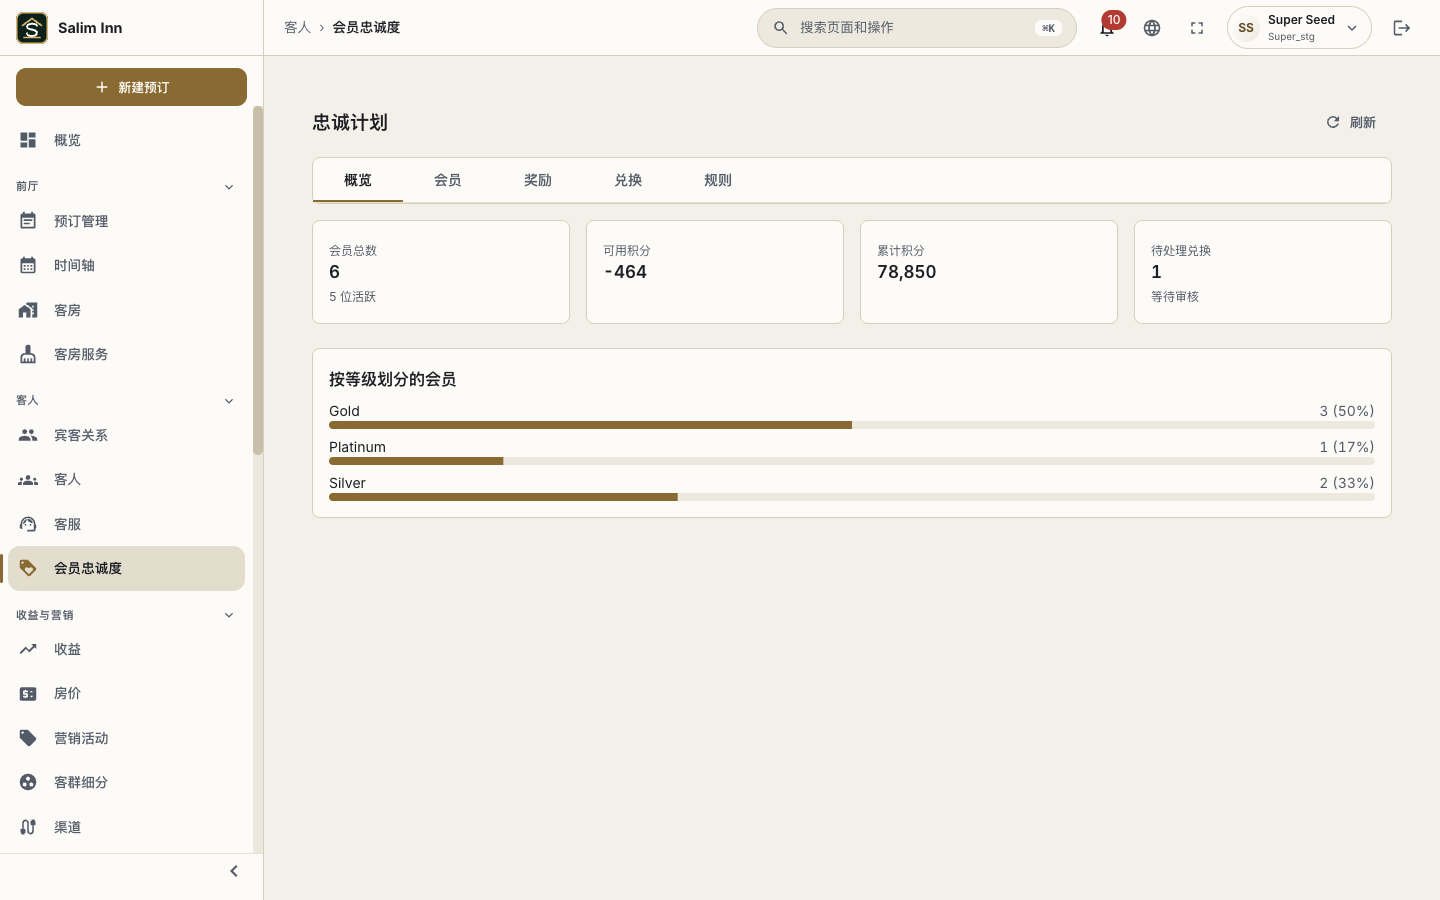 Salim Inn
客人 › 会员忠诚度
搜索页面和操作
⌘K
10
SS
Super Seed
Super_stg
新建预订
概览
前厅
预订管理
时间轴
客房
客房服务
客人
宾客关系
客人
客服
会员忠诚度
收益与营销
收益
房价
营销活动
客群细分
渠道
忠诚计划
刷新
概览
会员
奖励
兑换
规则
会员总数
6
5 位活跃
可用积分
-464
累计积分
78,850
待处理兑换
1
等待审核
按等级划分的会员
Gold
3 (50%)
Platinum
1 (17%)
Silver
2 (33%)